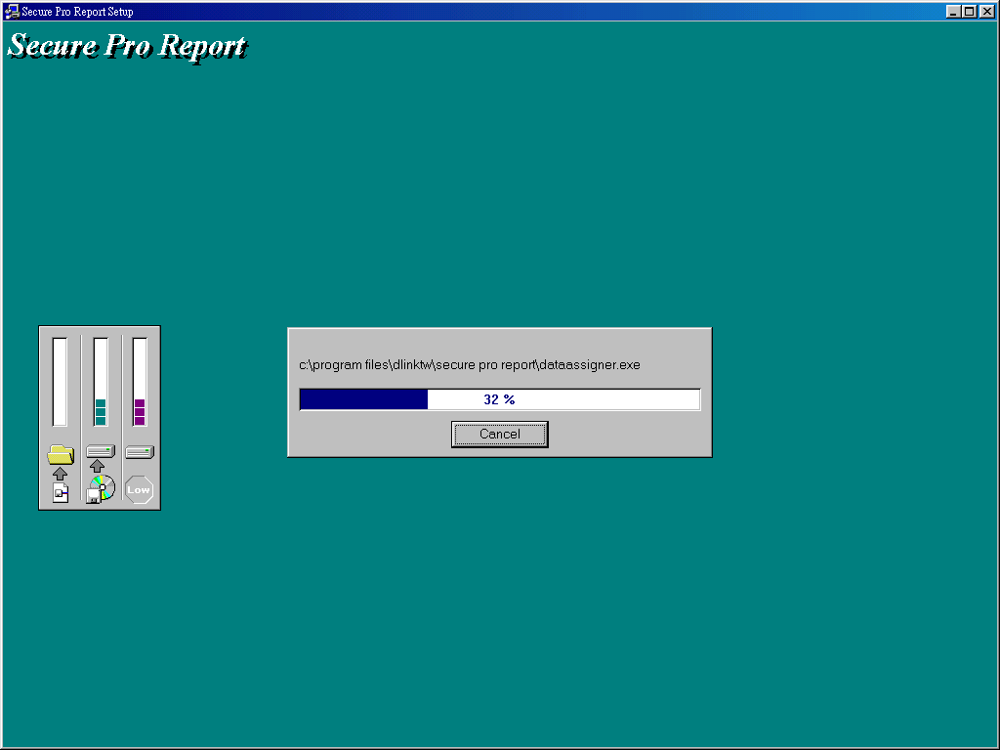 Secure Pro Report Setup
Secure Pro Report
c:\program files\dlinktw\secure pro report\dataassigner.exe
32 %
Cancel
Low